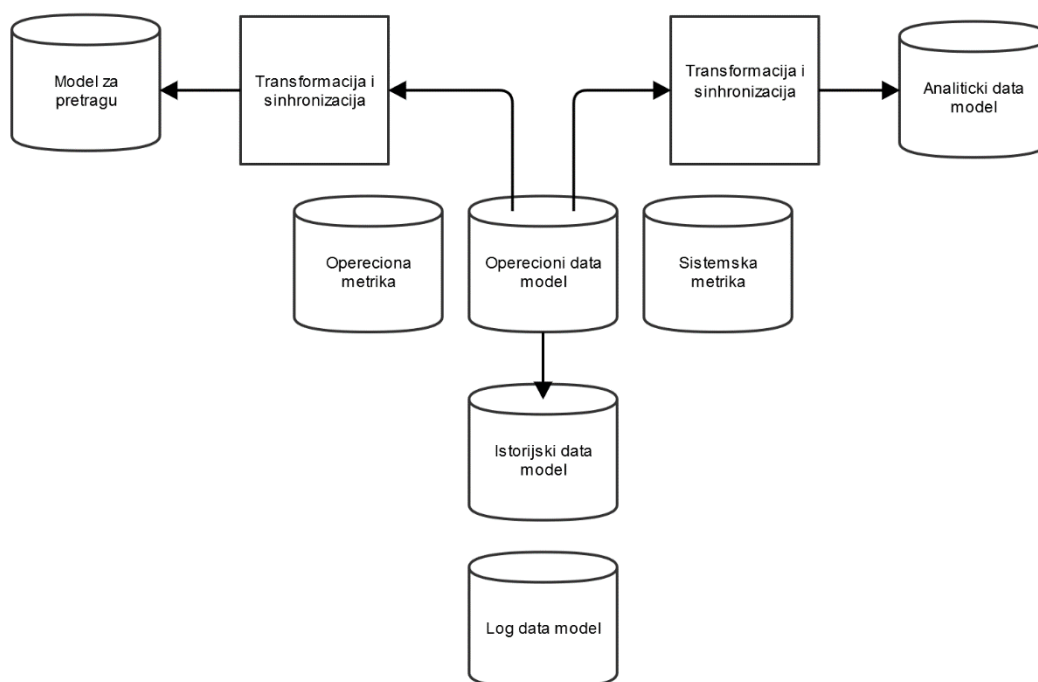 Model za
pretragu
Transformacija i
sinhronizacija
Transformacija i
sinhronizacija
Analiticki data
model
Opereciona
metrika
Operecioni data
model
Sistemska
metrika
Istorijski data
model
Log data model